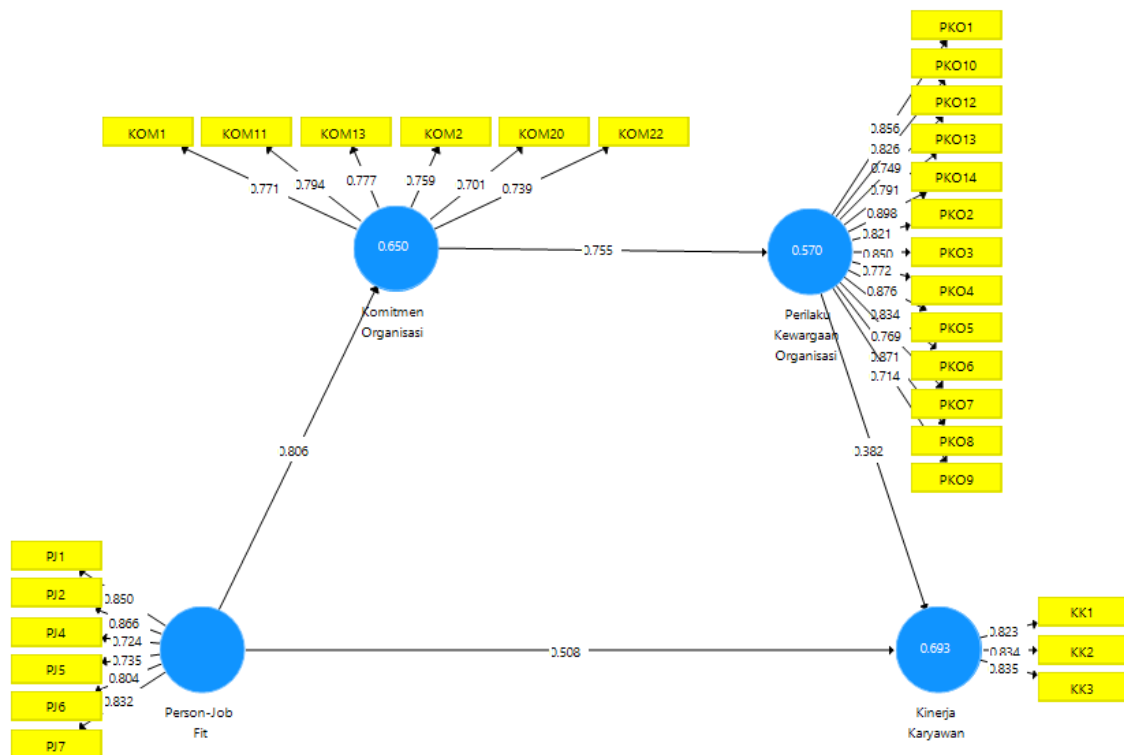 PKO1
PKO10
PKO12
PKO13
PKO14
PKO2
PKO3
PKO4
PKO5
PKO6
PKO7
PKO8
PKO9
0.856
0.826
0.749
0.791
0.898
0.821
0.850
0.772
0.876
0.834
0.769
0.871
0.714
KOM1 KOM11 KOM13 KOM2 KOM20 KOM22
0.771 0.794 0.777 0.759 0.701 0.739
0.650
0.755
0.570
Komitmen
Organisasi
Perilaku
Kewargaan
Organisasi
0.806
0.382
PJ1
PJ2
PJ4
PJ5
PJ6
PJ7
0.850
0.866
0.724
0.735
0.804
0.832
Person-Job
Fit
0.508
0.693
Kinerja
Karyawan
0.823
0.834
0.835
KK1
KK2
KK3